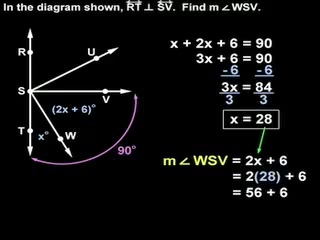 In the diagram shown, RT ⊥ SV. Find m∠WSV.
R
U
S
V
(2x + 6)°
T
x°
W
90°
x + 2x + 6 = 90
3x + 6 = 90
-6 -6
3x = 84
3 3
x = 28
m∠WSV = 2x + 6
= 2(28) + 6
= 56 + 6